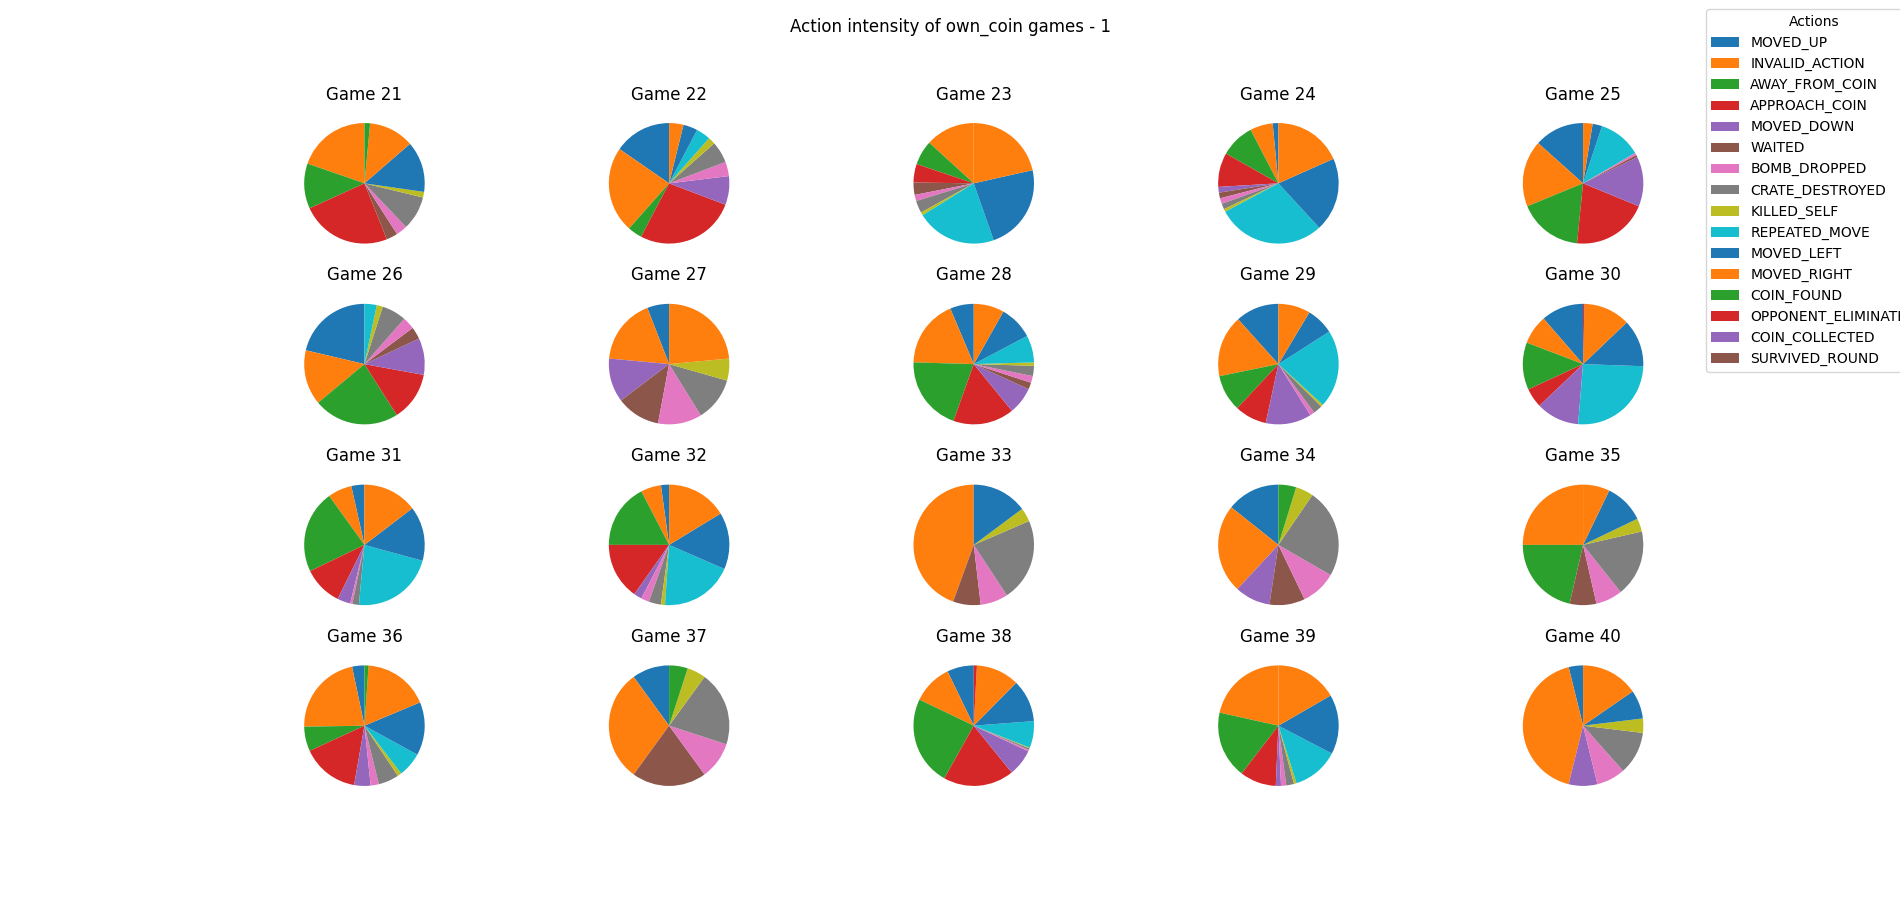 Action intensity of own_coin games - 1
Actions
MOVED_UP
INVALID_ACTION
AWAY_FROM_COIN
APPROACH_COIN
MOVED_DOWN
WAITED
BOMB_DROPPED
CRATE_DESTROYED
KILLED_SELF
REPEATED_MOVE
MOVED_LEFT
MOVED_RIGHT
COIN_FOUND
OPPONENT_ELIMINAT
COIN_COLLECTED
SURVIVED_ROUND
Game 21
Game 22
Game 23
Game 24
Game 25
Game 26
Game 27
Game 28
Game 29
Game 30
Game 31
Game 32
Game 33
Game 34
Game 35
Game 36
Game 37
Game 38
Game 39
Game 40